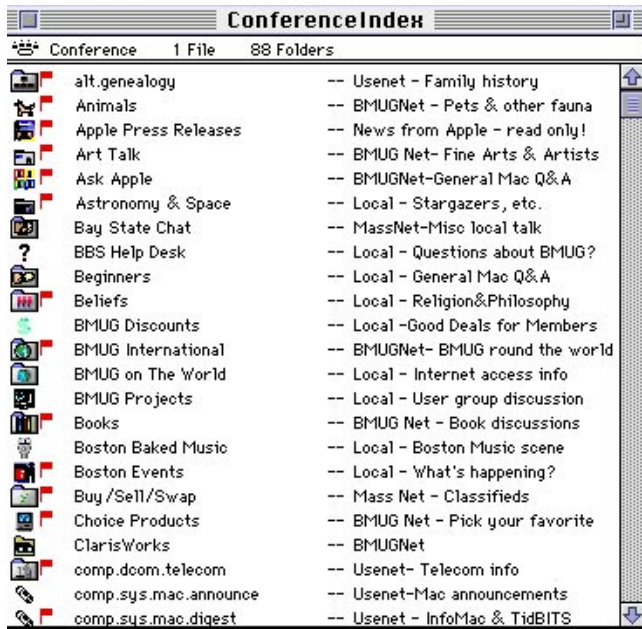 ConferenceIndex
Conference 1 File 88 Folders
alt.genealogy -- Usenet - Family history
Animals -- BMUGNet - Pets & other fauna
Apple Press Releases -- News from Apple - read only!
Art Talk -- BMUG Net- Fine Arts & Artists
Ask Apple -- BMUGNet-General Mac Q&A
Astronomy & Space -- Local - Stargazers, etc.
Bay State Chat -- MassNet-Misc local talk
BBS Help Desk -- Local - Questions about BMUG?
Beginners -- Local - General Mac Q&A
Beliefs -- Local - Religion&Philosophy
BMUG Discounts -- Local -Good Deals for Members
BMUG International -- BMUGNet- BMUG round the world
BMUG on The World -- Local - Internet access info
BMUG Projects -- Local - User group discussion
Books -- BMUG Net - Book discussions
Boston Baked Music -- Local - Boston Music scene
Boston Events -- Local - What's happening?
Buy/Sell/Swap -- Mass Net - Classifieds
Choice Products -- BMUG Net - Pick your favorite
ClarisWorks -- BMUGNet
comp.dcom.telecom -- Usenet- Telecom info
comp.sys.mac.announce -- Usenet-Mac announcements
comp.sys.mac.digest -- Usenet - InfoMac & TidBITS